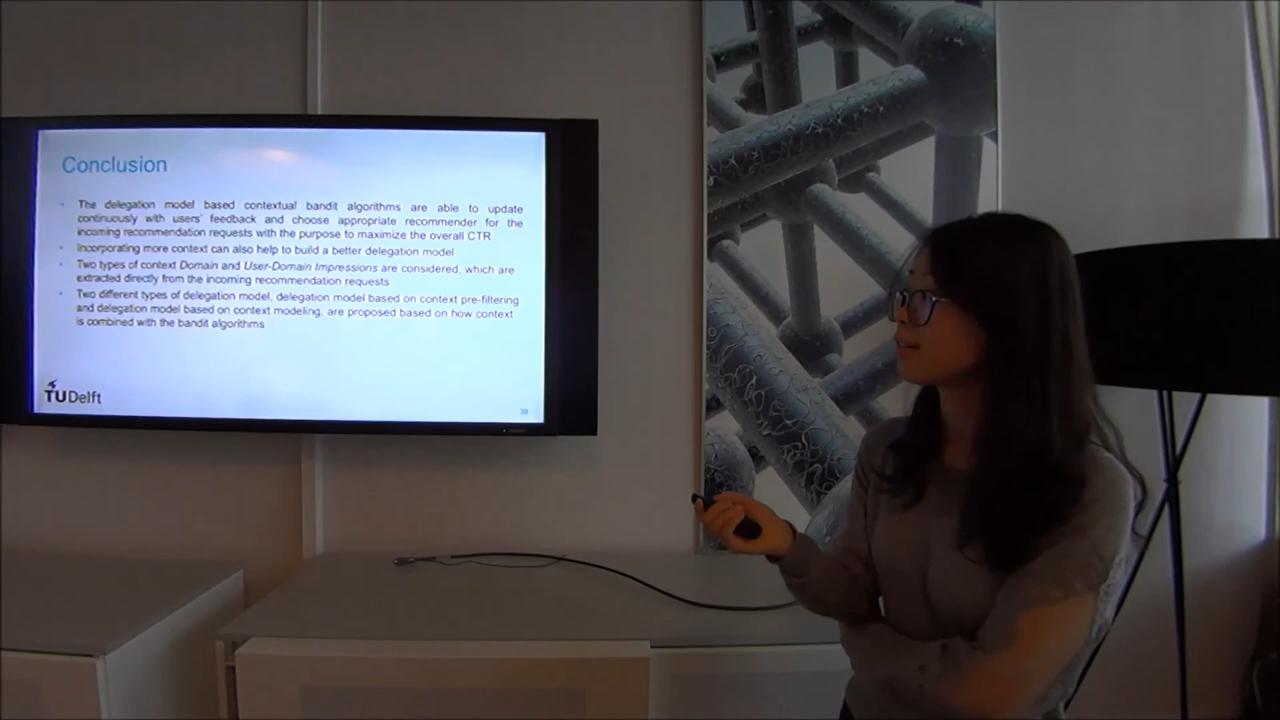 Conclusion
The delegation model based contextual bandit algorithms are able to update
continuously with users' feedback and choose appropriate recommender for the
incoming recommendation requests with the purpose to maximize the overall CTR
Incorporating more context can also help to build a better delegation model
Two types of context Domain and User-Domain Impressions are considered, which are
extracted directly from the incoming recommendation requests
Two different types of delegation model, delegation model based on context pre-filtering
and delegation model based on context modeling, are proposed based on how context
is combined with the bandit algorithms
TU Delft